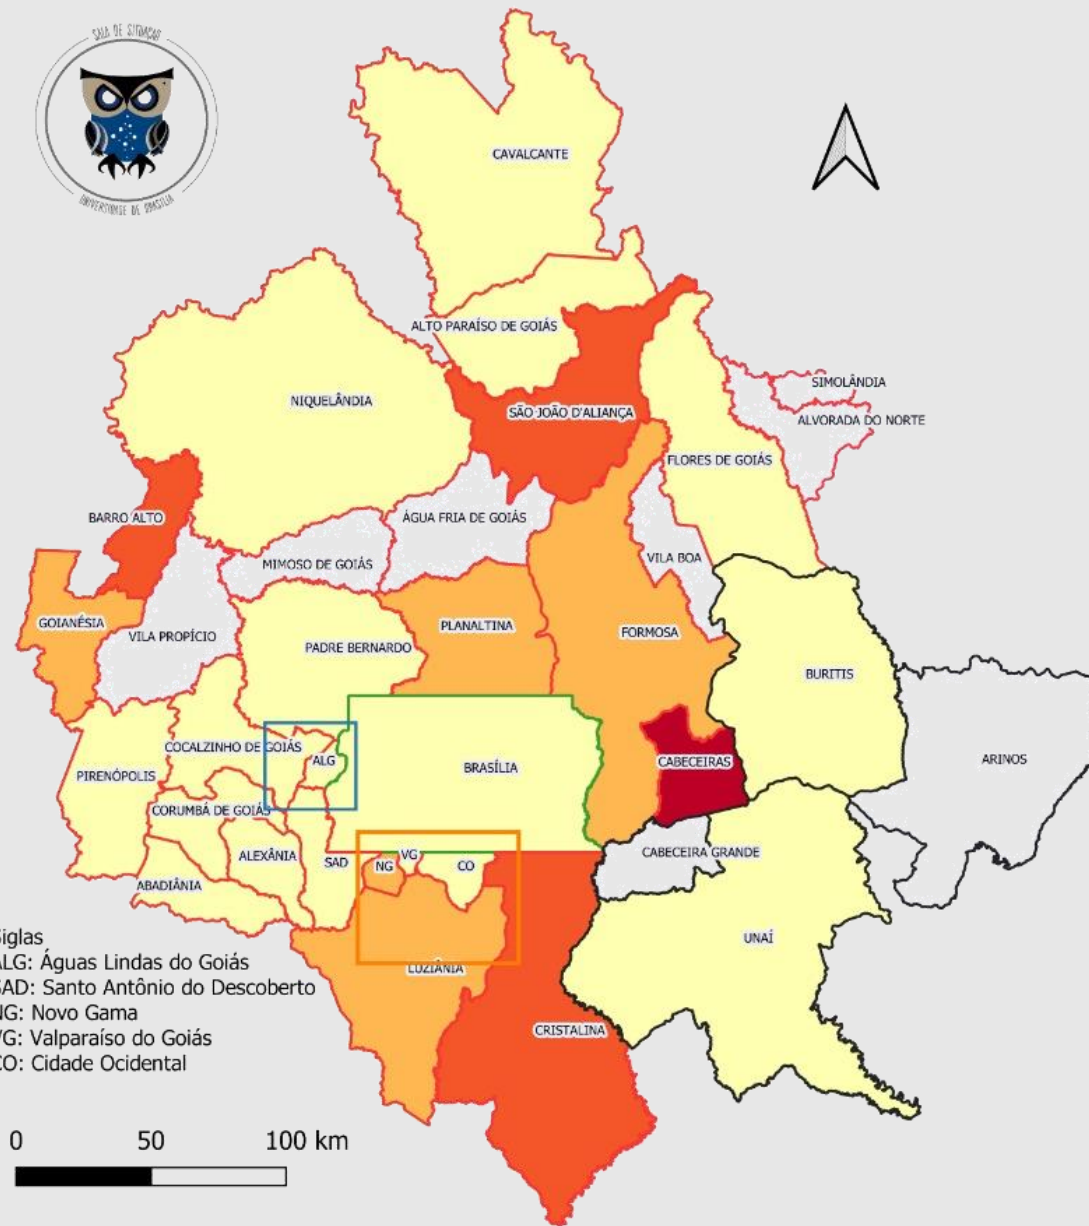 SALA DE SITUAÇÃO
UNIVERSIDADE DE BRASÍLIA
CAVALCANTE
ALTO PARAÍSO DE GOIÁS
NIQUELÂNDIA
SÃO JOÃO D'ALIANÇA
SIMOLÂNDIA
ALVORADA DO NORTE
FLORES DE GOIÁS
BARRO ALTO
ÁGUA FRIA DE GOIÁS
MIMOSO DE GOIÁS
VILA BOA
GOIANÉSIA
VILA PROPÍCIO
PLANALTINA
FORMOSA
PADRE BERNARDO
BURITIS
COCALZINHO DE GOIÁS
ALG
BRASÍLIA
CABECEIRAS
ARINOS
PIRENÓPOLIS
CORUMBÁ DE GOIÁS
ALEXÂNIA
SAD
NG
VG
CO
CABECEIRA GRANDE
ABADIÂNIA
UNAÍ
LUZIÂNIA
CRISTALINA
iglas
ALG: Águas Lindas do Goiás
SAD: Santo Antônio do Descoberto
NG: Novo Gama
VG: Valparaíso do Goiás
CO: Cidade Ocidental
0 50 100 km